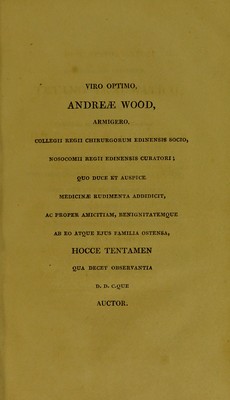 VIRO OPTIMO,
ANDREÆ WOOD,
ARMIGERO,
COLLEGII REGII CHIRURGORUM EDINENSIS SOCIO,
NOSOCOMII REGII EDINENSIS CURATORI;
QUO DUCE ET AUSPICE
MEDICINÆ RUDIMENTA ADDIDICIT,
AC PROPER AMICITIAM, BENIGNITATEMQUE
AB EO ATQUE EJUS FAMILIA OSTENSA,
HOCCE TENTAMEN
QUA DECET OBSERVANTIA
D. D. C.QUE
AUCTOR.